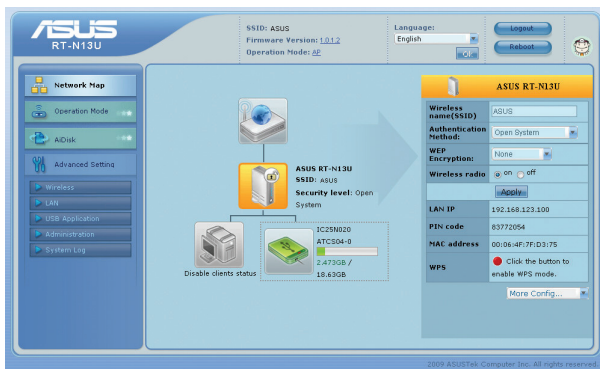 ASUS
RT-N13U
SSID: ASUS
Firmware Version: 1.0.1.2
Operation Mode: AP
Language:
English
OK
Logout
Reboot
Network Map
Operation Mode
AiDisk
Advanced Setting
Wireless
LAN
USB Application
Administration
System Log
ASUS RT-N13U
SSID: ASUS
Security level: Open
System
Disable clients status
IC25N020
ATCS04-0
2.473GB /
18.63GB
ASUS RT-N13U
Wireless
name(SSID)
ASUS
Authentication
Method:
Open System
WEP
Encryption:
None
Wireless radio
on off
Apply
LAN IP
192.168.123.100
PIN code
83772054
MAC address
00:06:4F:7F:D3:75
WPS
Click the button to
enable WPS mode.
More Config...
2009 ASUSTek Computer Inc. All rights reserved.